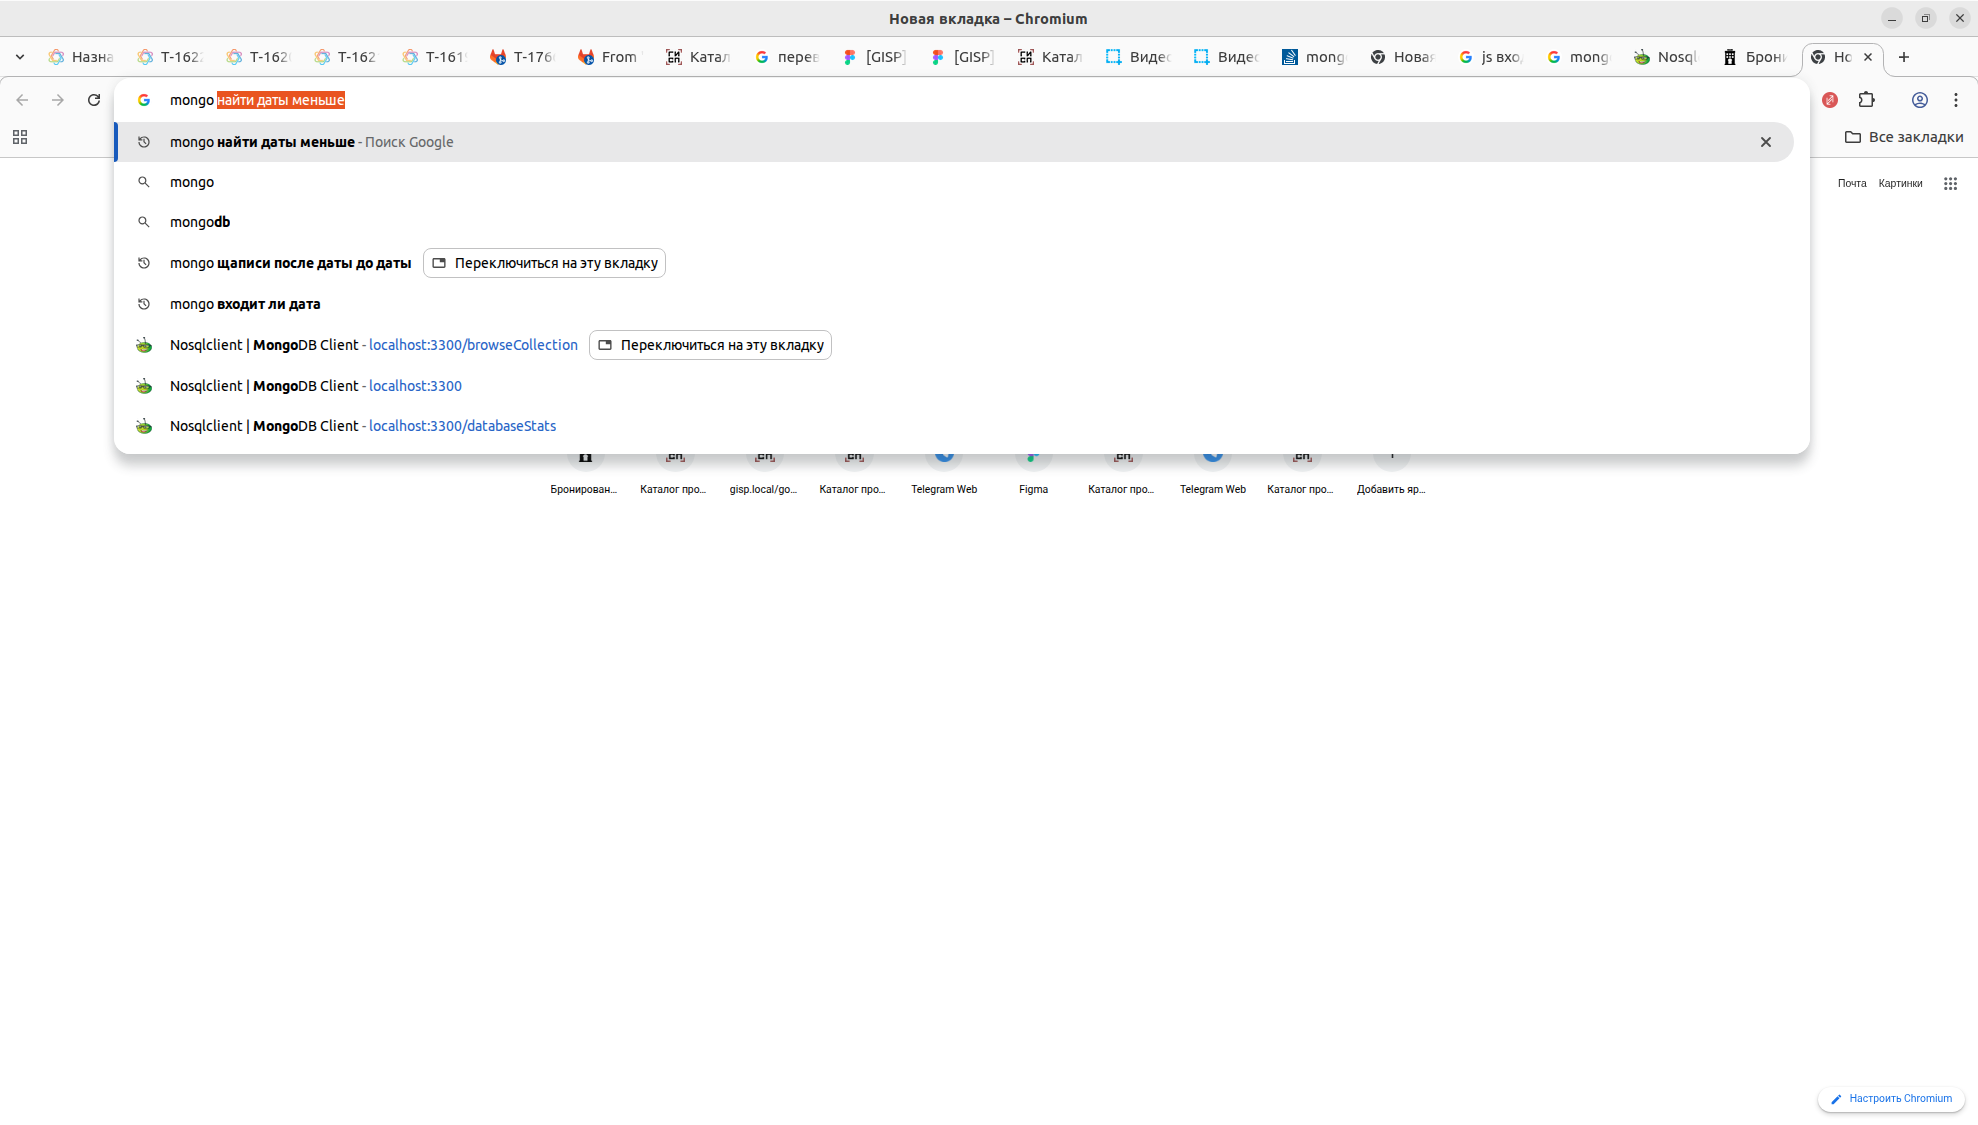 Новая вкладка – Chromium
Назна
T-162
T-162
T-162
T-161
T-176
From
Катал
перев
[GISP]
[GISP]
Катал
Видес
Видес
mong
Новая
js вхо
mong
Nosql
Брони
Но
mongo найти даты меньше
mongo найти даты меньше - Поиск Google
mongo
mongodb
mongo щаписи после даты до даты Переключиться на эту вкладку
mongo входит ли дата
Nosqlclient | MongoDB Client - localhost:3300/browseCollection Переключиться на эту вкладку
Nosqlclient | MongoDB Client - localhost:3300
Nosqlclient | MongoDB Client - localhost:3300/databaseStats
Все закладки
Почта Картинки
Бронирован...
Каталог про...
gisp.local/go...
Каталог про...
Telegram Web
Figma
Каталог про...
Telegram Web
Каталог про...
Добавить яр...
Настроить Chromium